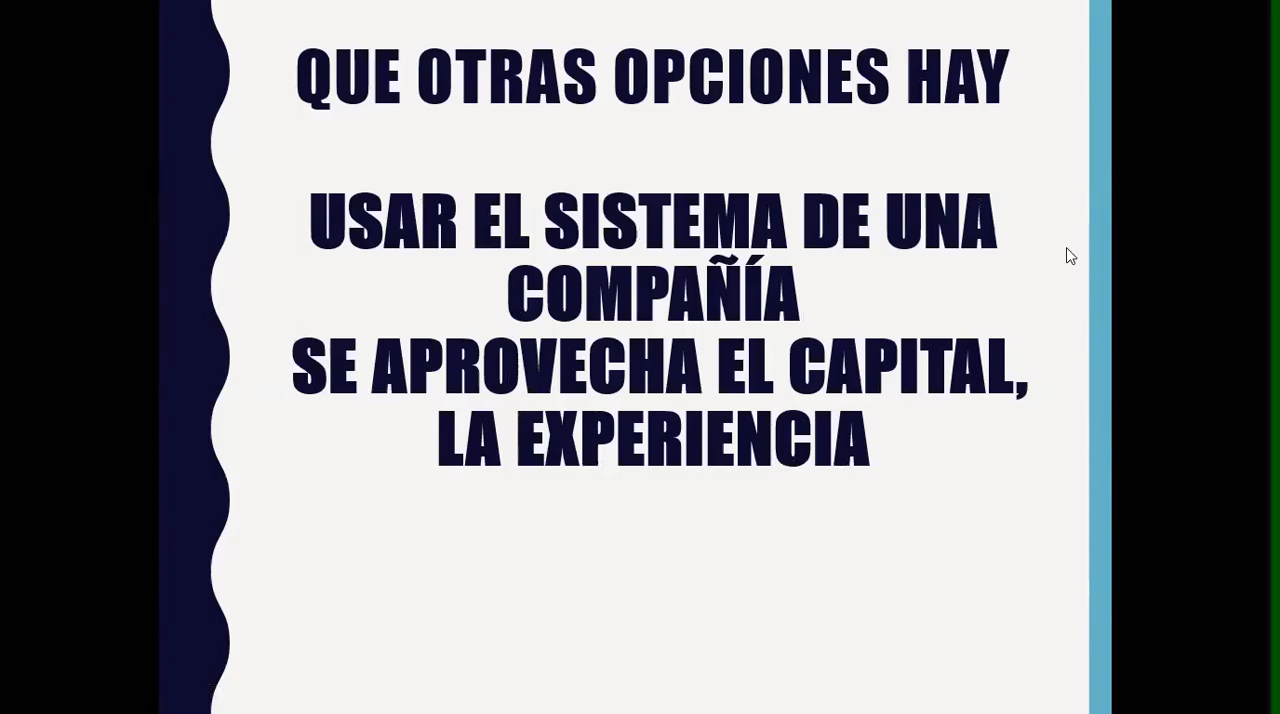 QUE OTRAS OPCIONES HAY
USAR EL SISTEMA DE UNA
COMPAÑÍA
SE APROVECHA EL CAPITAL,
LA EXPERIENCIA